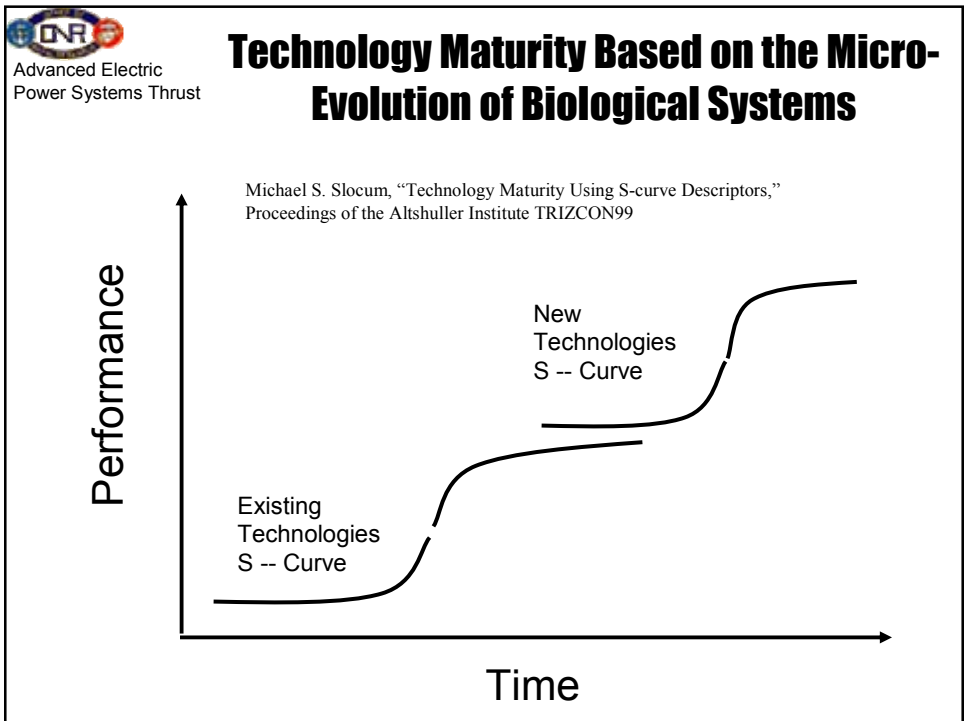 ONR
Advanced Electric
Power Systems Thrust
Technology Maturity Based on the Micro-
Evolution of Biological Systems
Michael S. Slocum, “Technology Maturity Using S-curve Descriptors,”
Proceedings of the Altshuller Institute TRIZCON99
Performance
New
Technologies
S -- Curve
Existing
Technologies
S -- Curve
Time